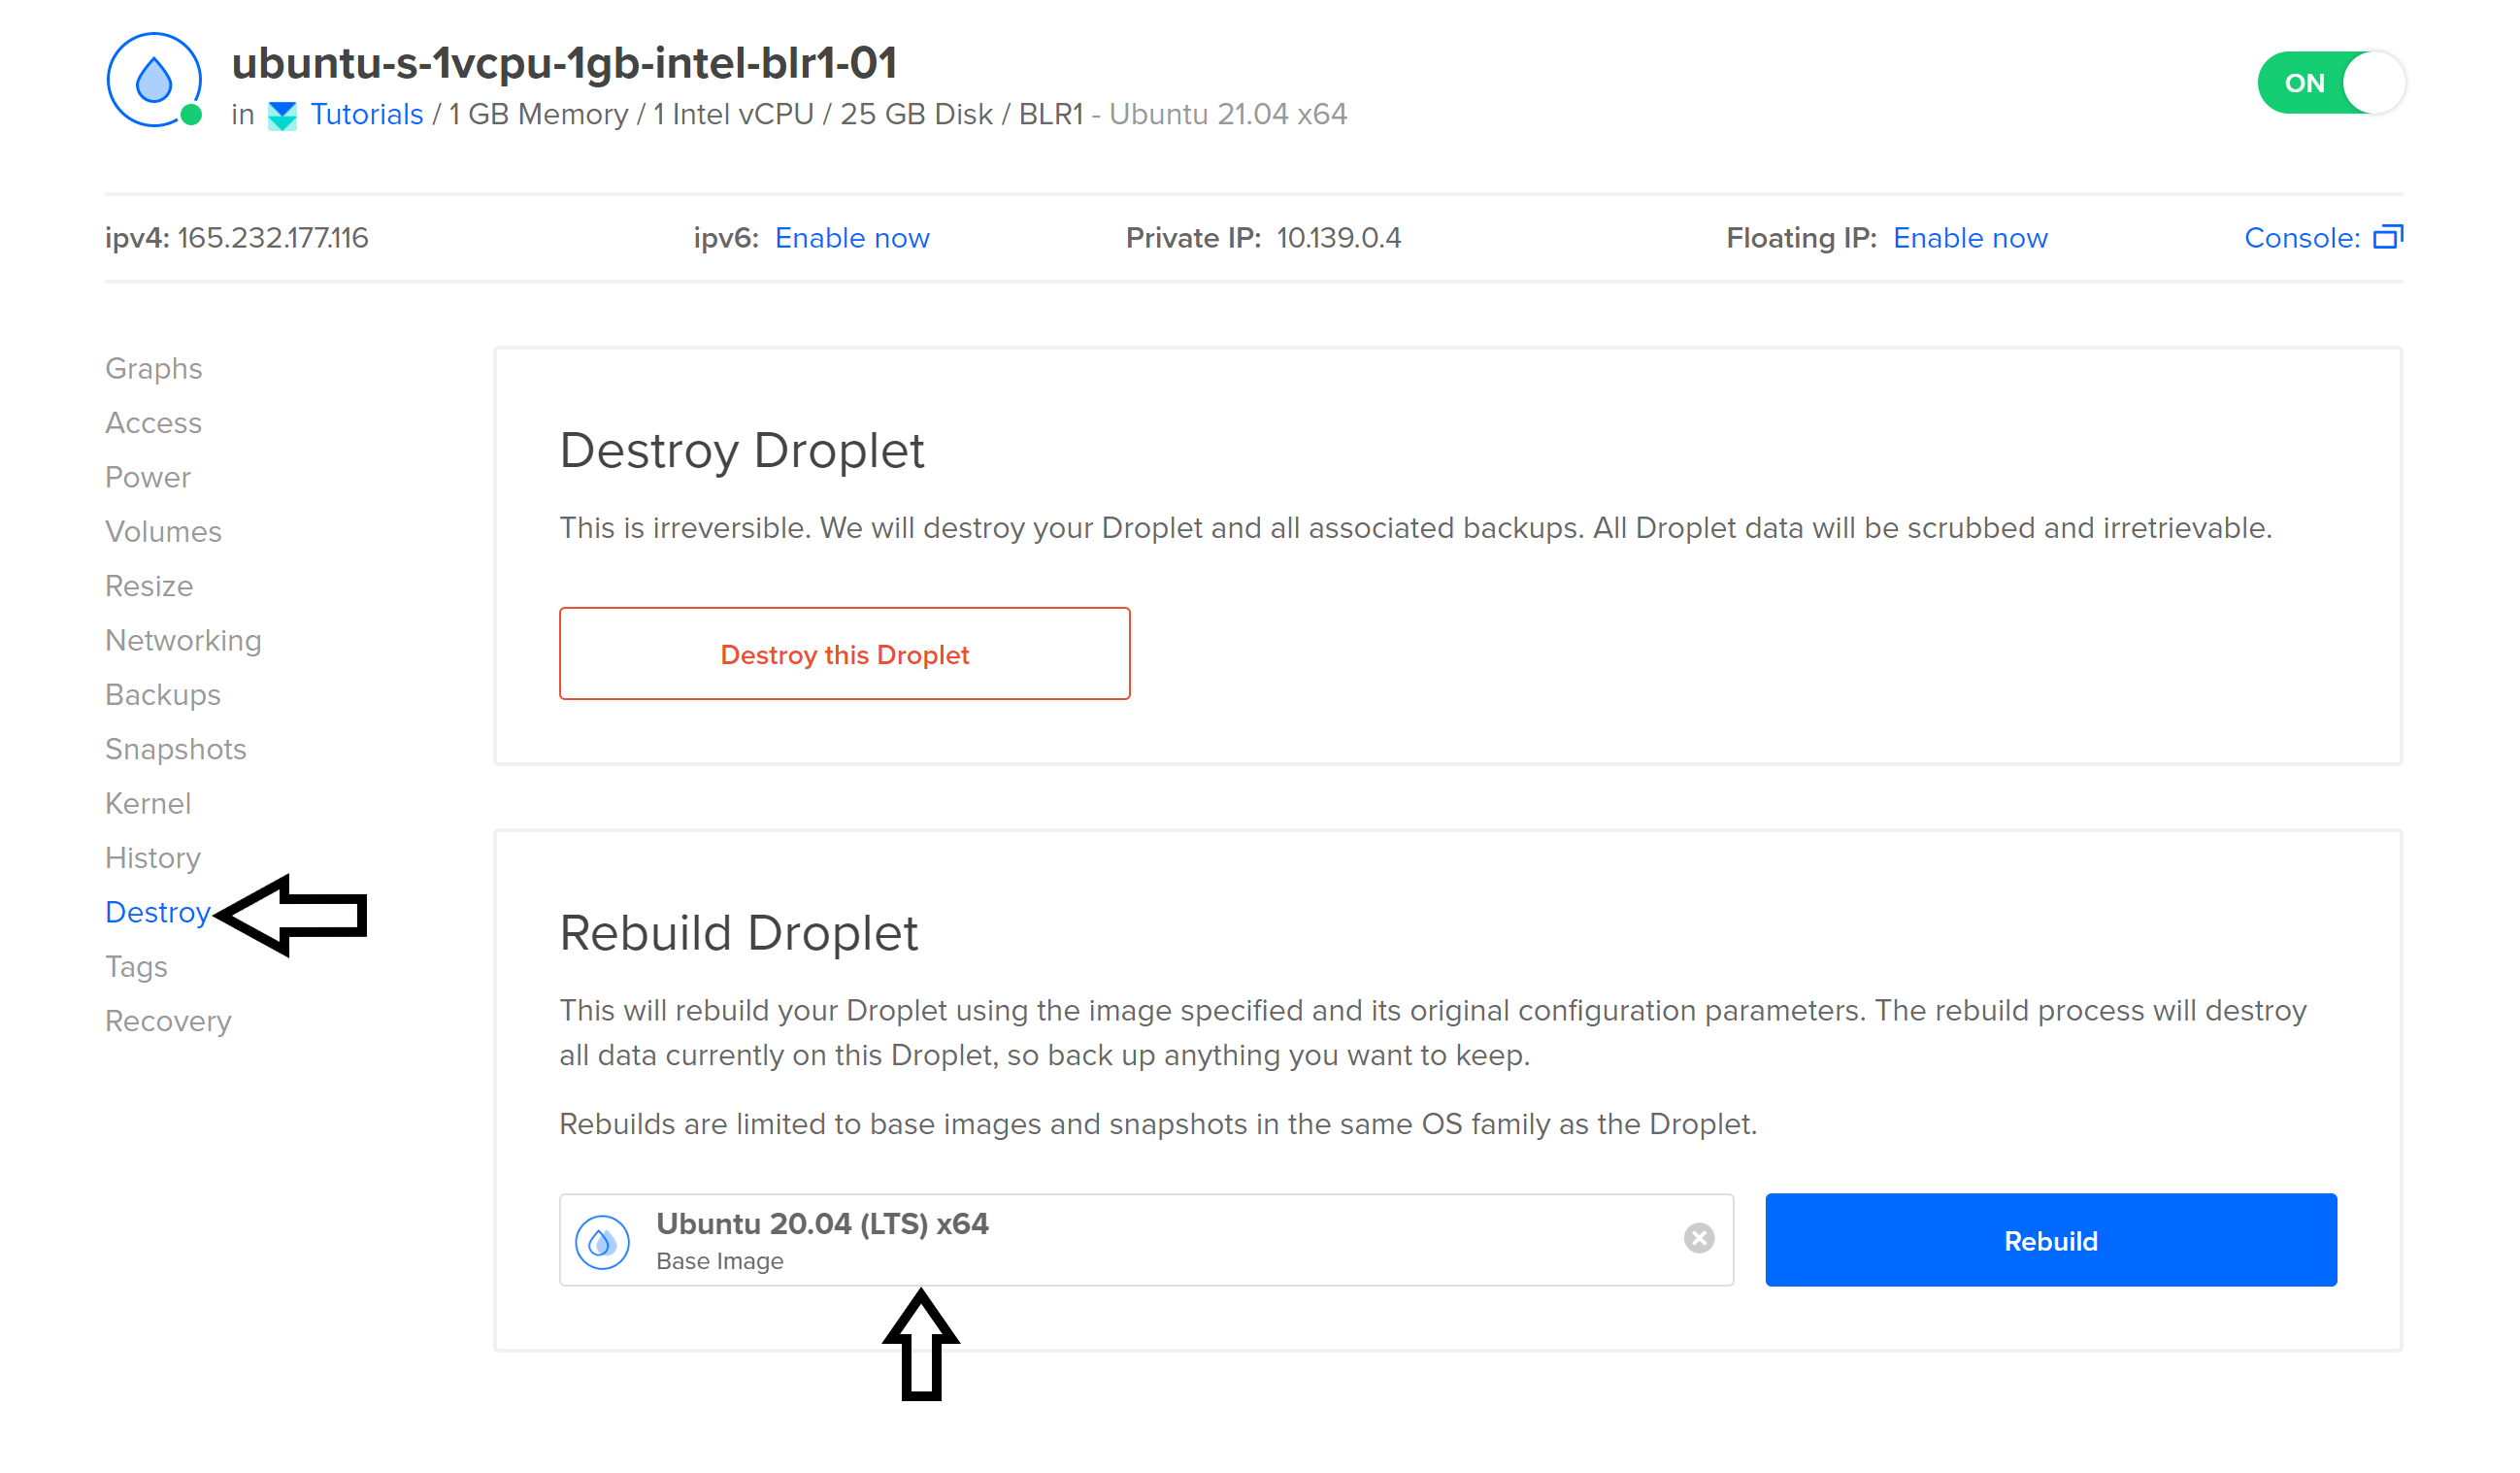 ubuntu-s-1vcpu-1gb-intel-blr1-01
in Tutorials / 1 GB Memory / 1 Intel vCPU / 25 GB Disk / BLR1 - Ubuntu 21.04 x64
ON
ipv4: 165.232.177.116 ipv6: Enable now Private IP: 10.139.0.4 Floating IP: Enable now Console:
Graphs
Access
Power
Volumes
Resize
Networking
Backups
Snapshots
Kernel
History
Destroy
Tags
Recovery
Destroy Droplet
This is irreversible. We will destroy your Droplet and all associated backups. All Droplet data will be scrubbed and irretrievable.
Destroy this Droplet
Rebuild Droplet
This will rebuild your Droplet using the image specified and its original configuration parameters. The rebuild process will destroy
all data currently on this Droplet, so back up anything you want to keep.
Rebuilds are limited to base images and snapshots in the same OS family as the Droplet.
Ubuntu 20.04 (LTS) x64
Base Image
Rebuild